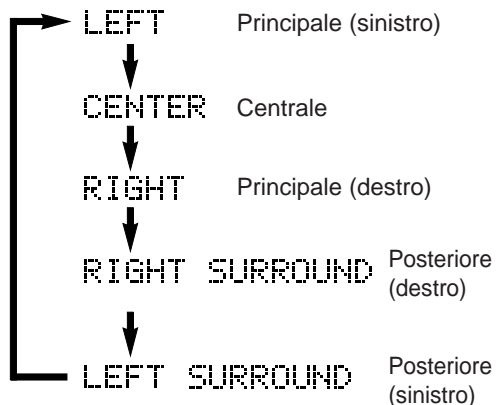 LEFT Principale (sinistro)
CENTER Centrale
RIGHT Principale (destro)
RIGHT SURROUND Posteriore (destro)
LEFT SURROUND Posteriore (sinistro)